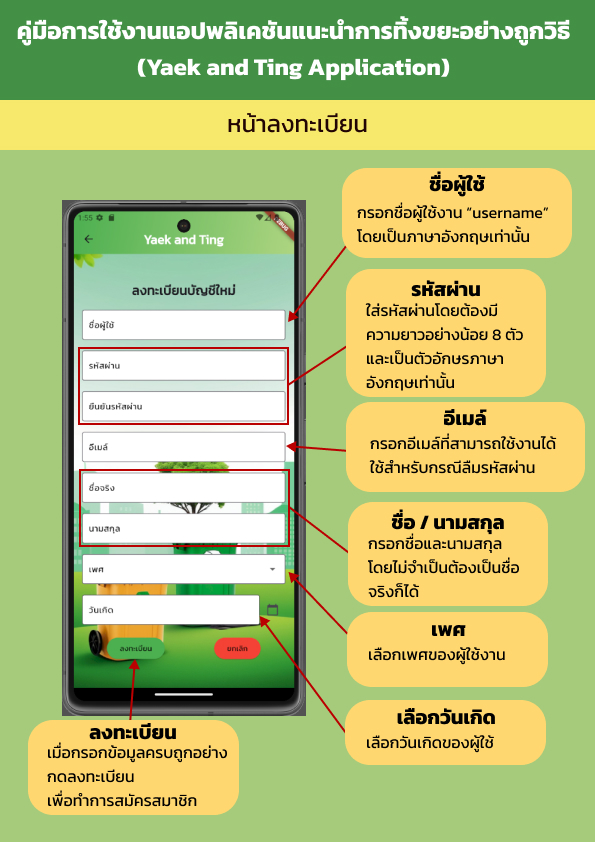 คู่มือการใช้งานแอปพลิเคชันแนะนำการทิ้งขยะอย่างถูกวิธี
(Yaek and Ting Application)
หน้าลงทะเบียน
1:55
Yaek and Ting
ลงทะเบียนบัญชีใหม่
ชื่อผู้ใช้
รหัสผ่าน
ยืนยันรหัสผ่าน
อีเมล์
ชื่อจริง
นามสกุล
เพศ
วันเกิด
ลงทะเบียน
ยกเลิก
ชื่อผู้ใช้
กรอกชื่อผู้ใช้งาน “username”
โดยเป็นภาษาอังกฤษเท่านั้น
รหัสผ่าน
ใส่รหัสผ่านโดยต้องมี
ความยาวอย่างน้อย 8 ตัว
และเป็นตัวอักษรภาษา
อังกฤษเท่านั้น
อีเมล์
กรอกอีเมล์ที่สามารถใช้งานได้
ใช้สำหรับกรณีลืมรหัสผ่าน
ชื่อ / นามสกุล
กรอกชื่อและนามสกุล
โดยไม่จำเป็นต้องเป็นชื่อ
จริงก็ได้
เพศ
เลือกเพศของผู้ใช้งาน
เลือกวันเกิด
เลือกวันเกิดของผู้ใช้
ลงทะเบียน
เมื่อกรอกข้อมูลครบถูกอย่าง
กดลงทะเบียน
เพื่อทำการสมัครสมาชิก